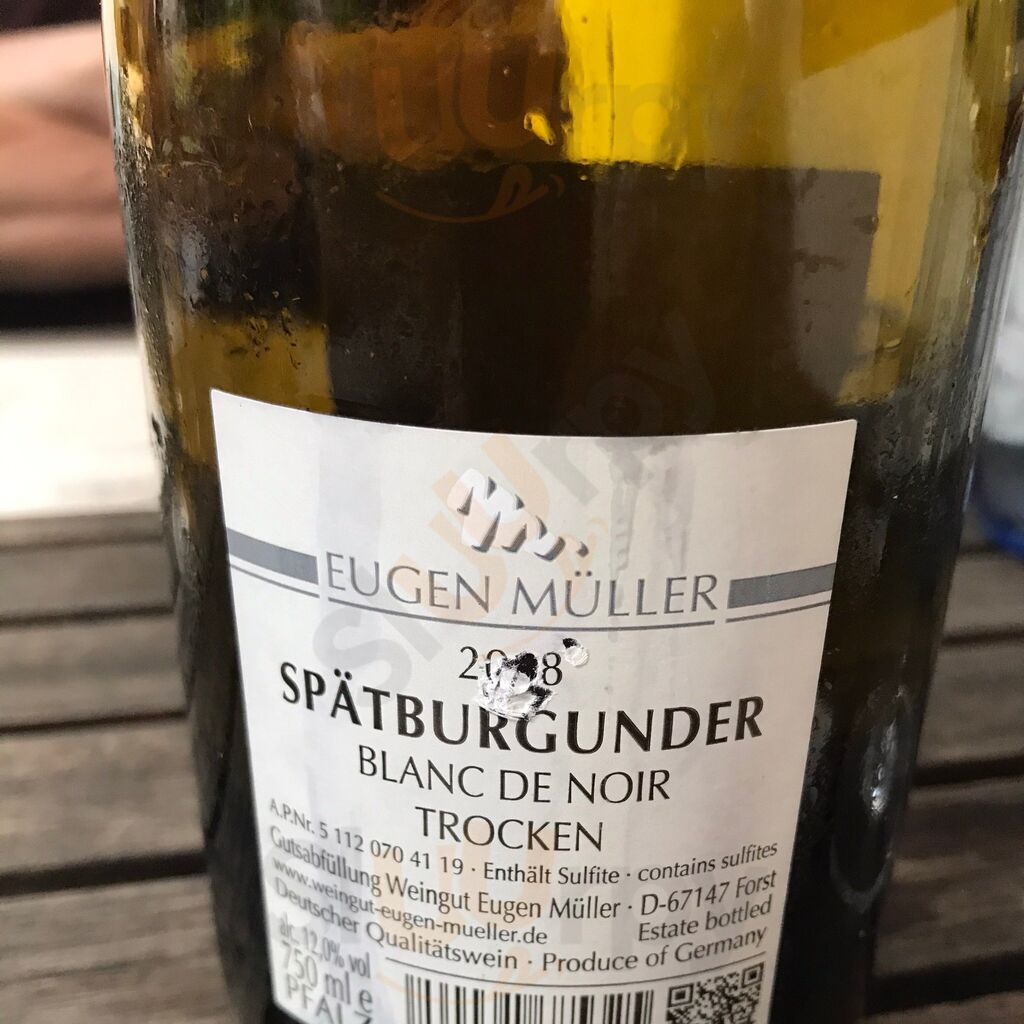 EUGEN MÜLLER
SPÄTBURGUNDER
BLANC DE NOIR
TROCKEN
A.P.Nr. 5 112 070 41 19 · Enthält Sulfite · contains sulfites
Gutsabfüllung Weingut Eugen Müller · D-67147 Forst
www.weingut-eugen-mueller.de Estate bottled
Deutscher Qualitätswein · Produce of Germany
alc. 12,0% vol
750 ml e
PFALZ
Sluurpy